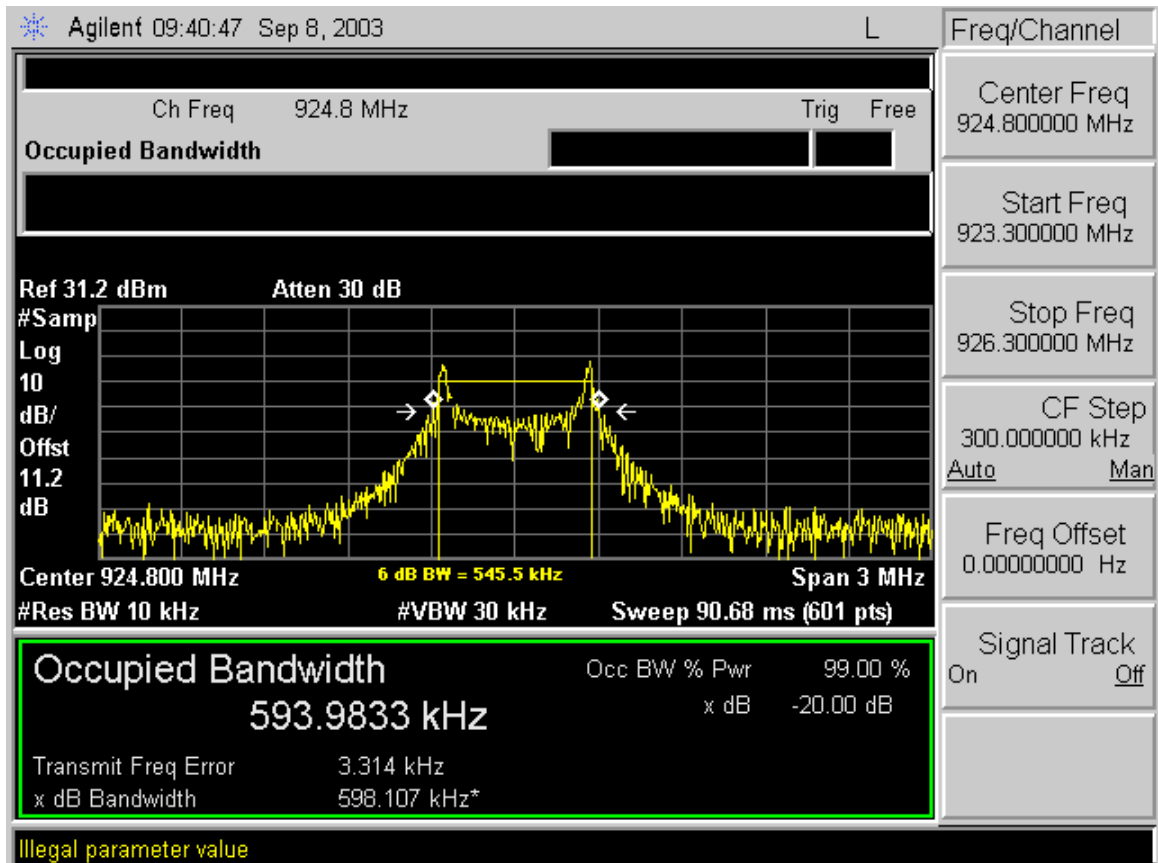 Agilent 09:40:47 Sep 8, 2003 L Freq/Channel
Ch Freq 924.8 MHz Trig Free
Occupied Bandwidth
Center Freq
924.800000 MHz
Start Freq
923.300000 MHz
Stop Freq
926.300000 MHz
CF Step
300.000000 kHz
Auto Man
Freq Offset
0.00000000 Hz
Signal Track
On Off
Ref 31.2 dBm Atten 30 dB
#Samp
Log
10
dB/
Offst
11.2
dB
Center 924.800 MHz 6 dB BW = 545.5 kHz Span 3 MHz
#Res BW 10 kHz #VBW 30 kHz Sweep 90.68 ms (601 pts)
Occupied Bandwidth Occ BW % Pwr 99.00 %
593.9833 kHz x dB -20.00 dB
Transmit Freq Error 3.314 kHz
x dB Bandwidth 598.107 kHz*
Illegal parameter value